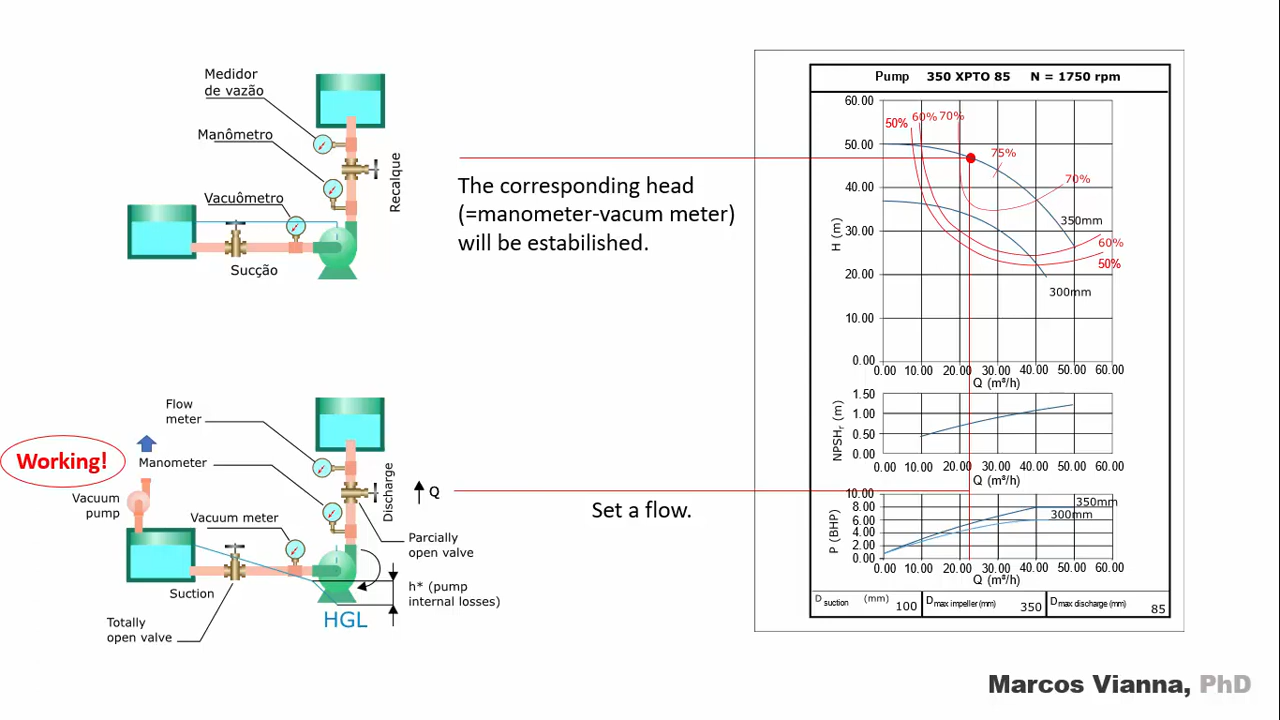 Medidor
de vazão
Manômetro
Vacuômetro
Sucção
Recalque
The corresponding head
(=manometer-vacum meter)
will be estabilished.
Flow
meter
Working!
Manometer
Vacuum
pump
Vacuum meter
Discharge
Q
Parcially
open valve
Suction
h* (pump
internal losses)
HGL
Totally
open valve
Set a flow.
Pump 350 XPTO 85 N = 1750 rpm
60.00
50.00
40.00
30.00
20.00
10.00
0.00
H (m)
50% 60% 70%
75%
70%
350mm
60%
50%
300mm
0.00 10.00 20.00 30.00 40.00 50.00 60.00
Q (m³/h)
1.50
1.00
0.50
0.00
NPSHr (m)
0.00 10.00 20.00 30.00 40.00 50.00 60.00
Q (m³/h)
10.00
8.00
6.00
4.00
2.00
0.00
P (BHP)
350mm
300mm
0.00 10.00 20.00 30.00 40.00 50.00 60.00
Q (m³/h)
D suction (mm) 100 D max impeller (mm) 350 D max discharge (mm) 85
Marcos Vianna, PhD